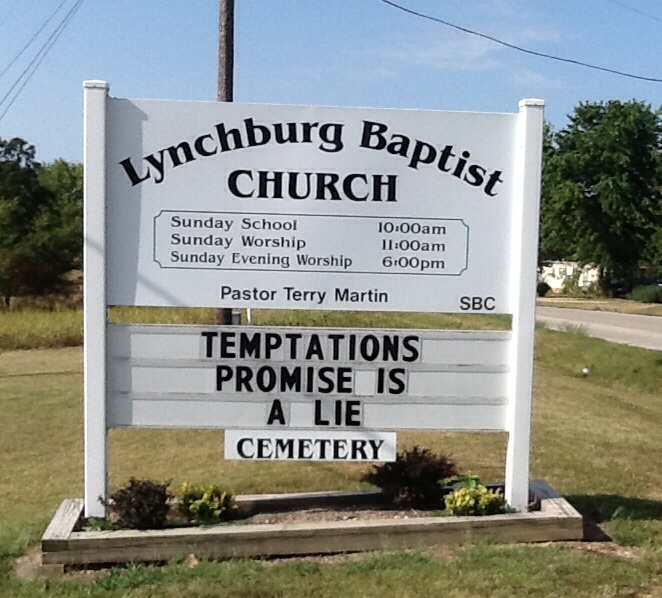 Lynchburg Baptist
CHURCH
Sunday School 10:00am
Sunday Worship 11:00am
Sunday Evening Worship 6:00pm
Pastor Terry Martin
SBC
TEMPTATIONS
PROMISE IS
A LIE
CEMETERY